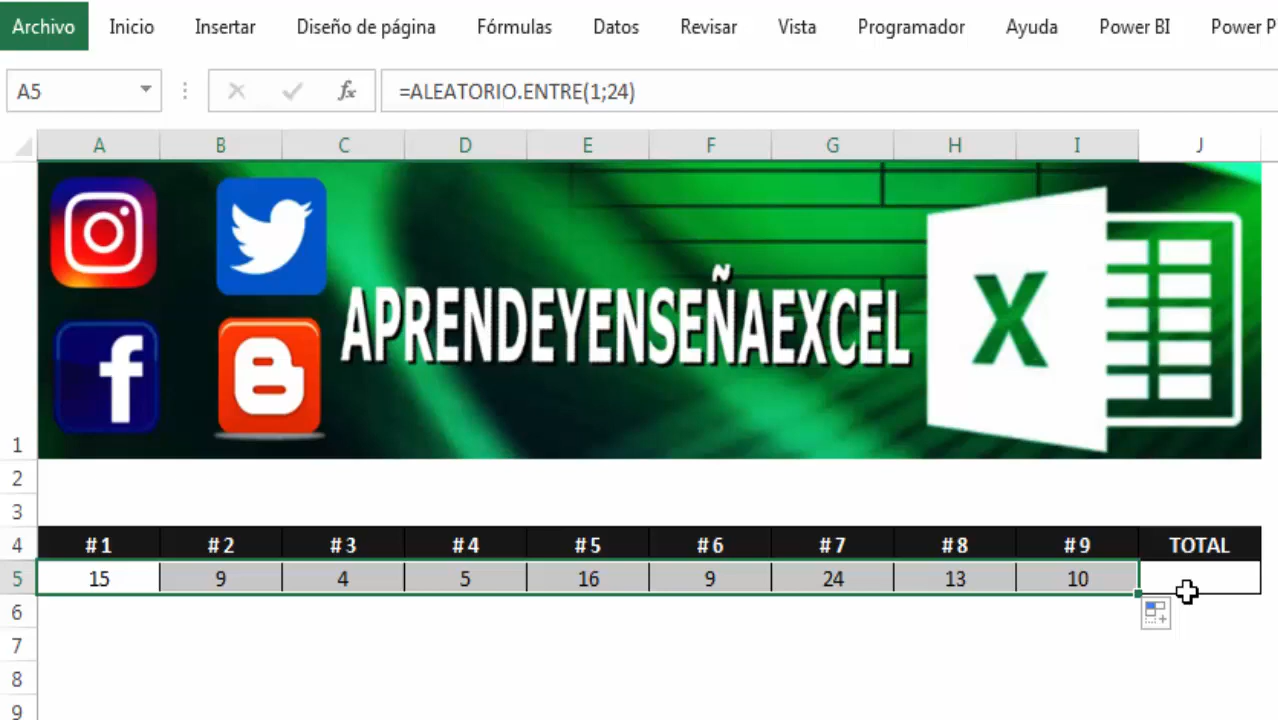 Archivo Inicio Insertar Diseño de página Fórmulas Datos Revisar Vista Programador Ayuda Power BI Power P
A5 fx =ALEATORIO.ENTRE(1;24)
A B C D E F G H I J
APRENDEYENSEÑAEXCEL
1
2
3
4 #1 #2 #3 #4 #5 #6 #7 #8 #9 TOTAL
5 15 9 4 5 16 9 24 13 10
6
7
8
9